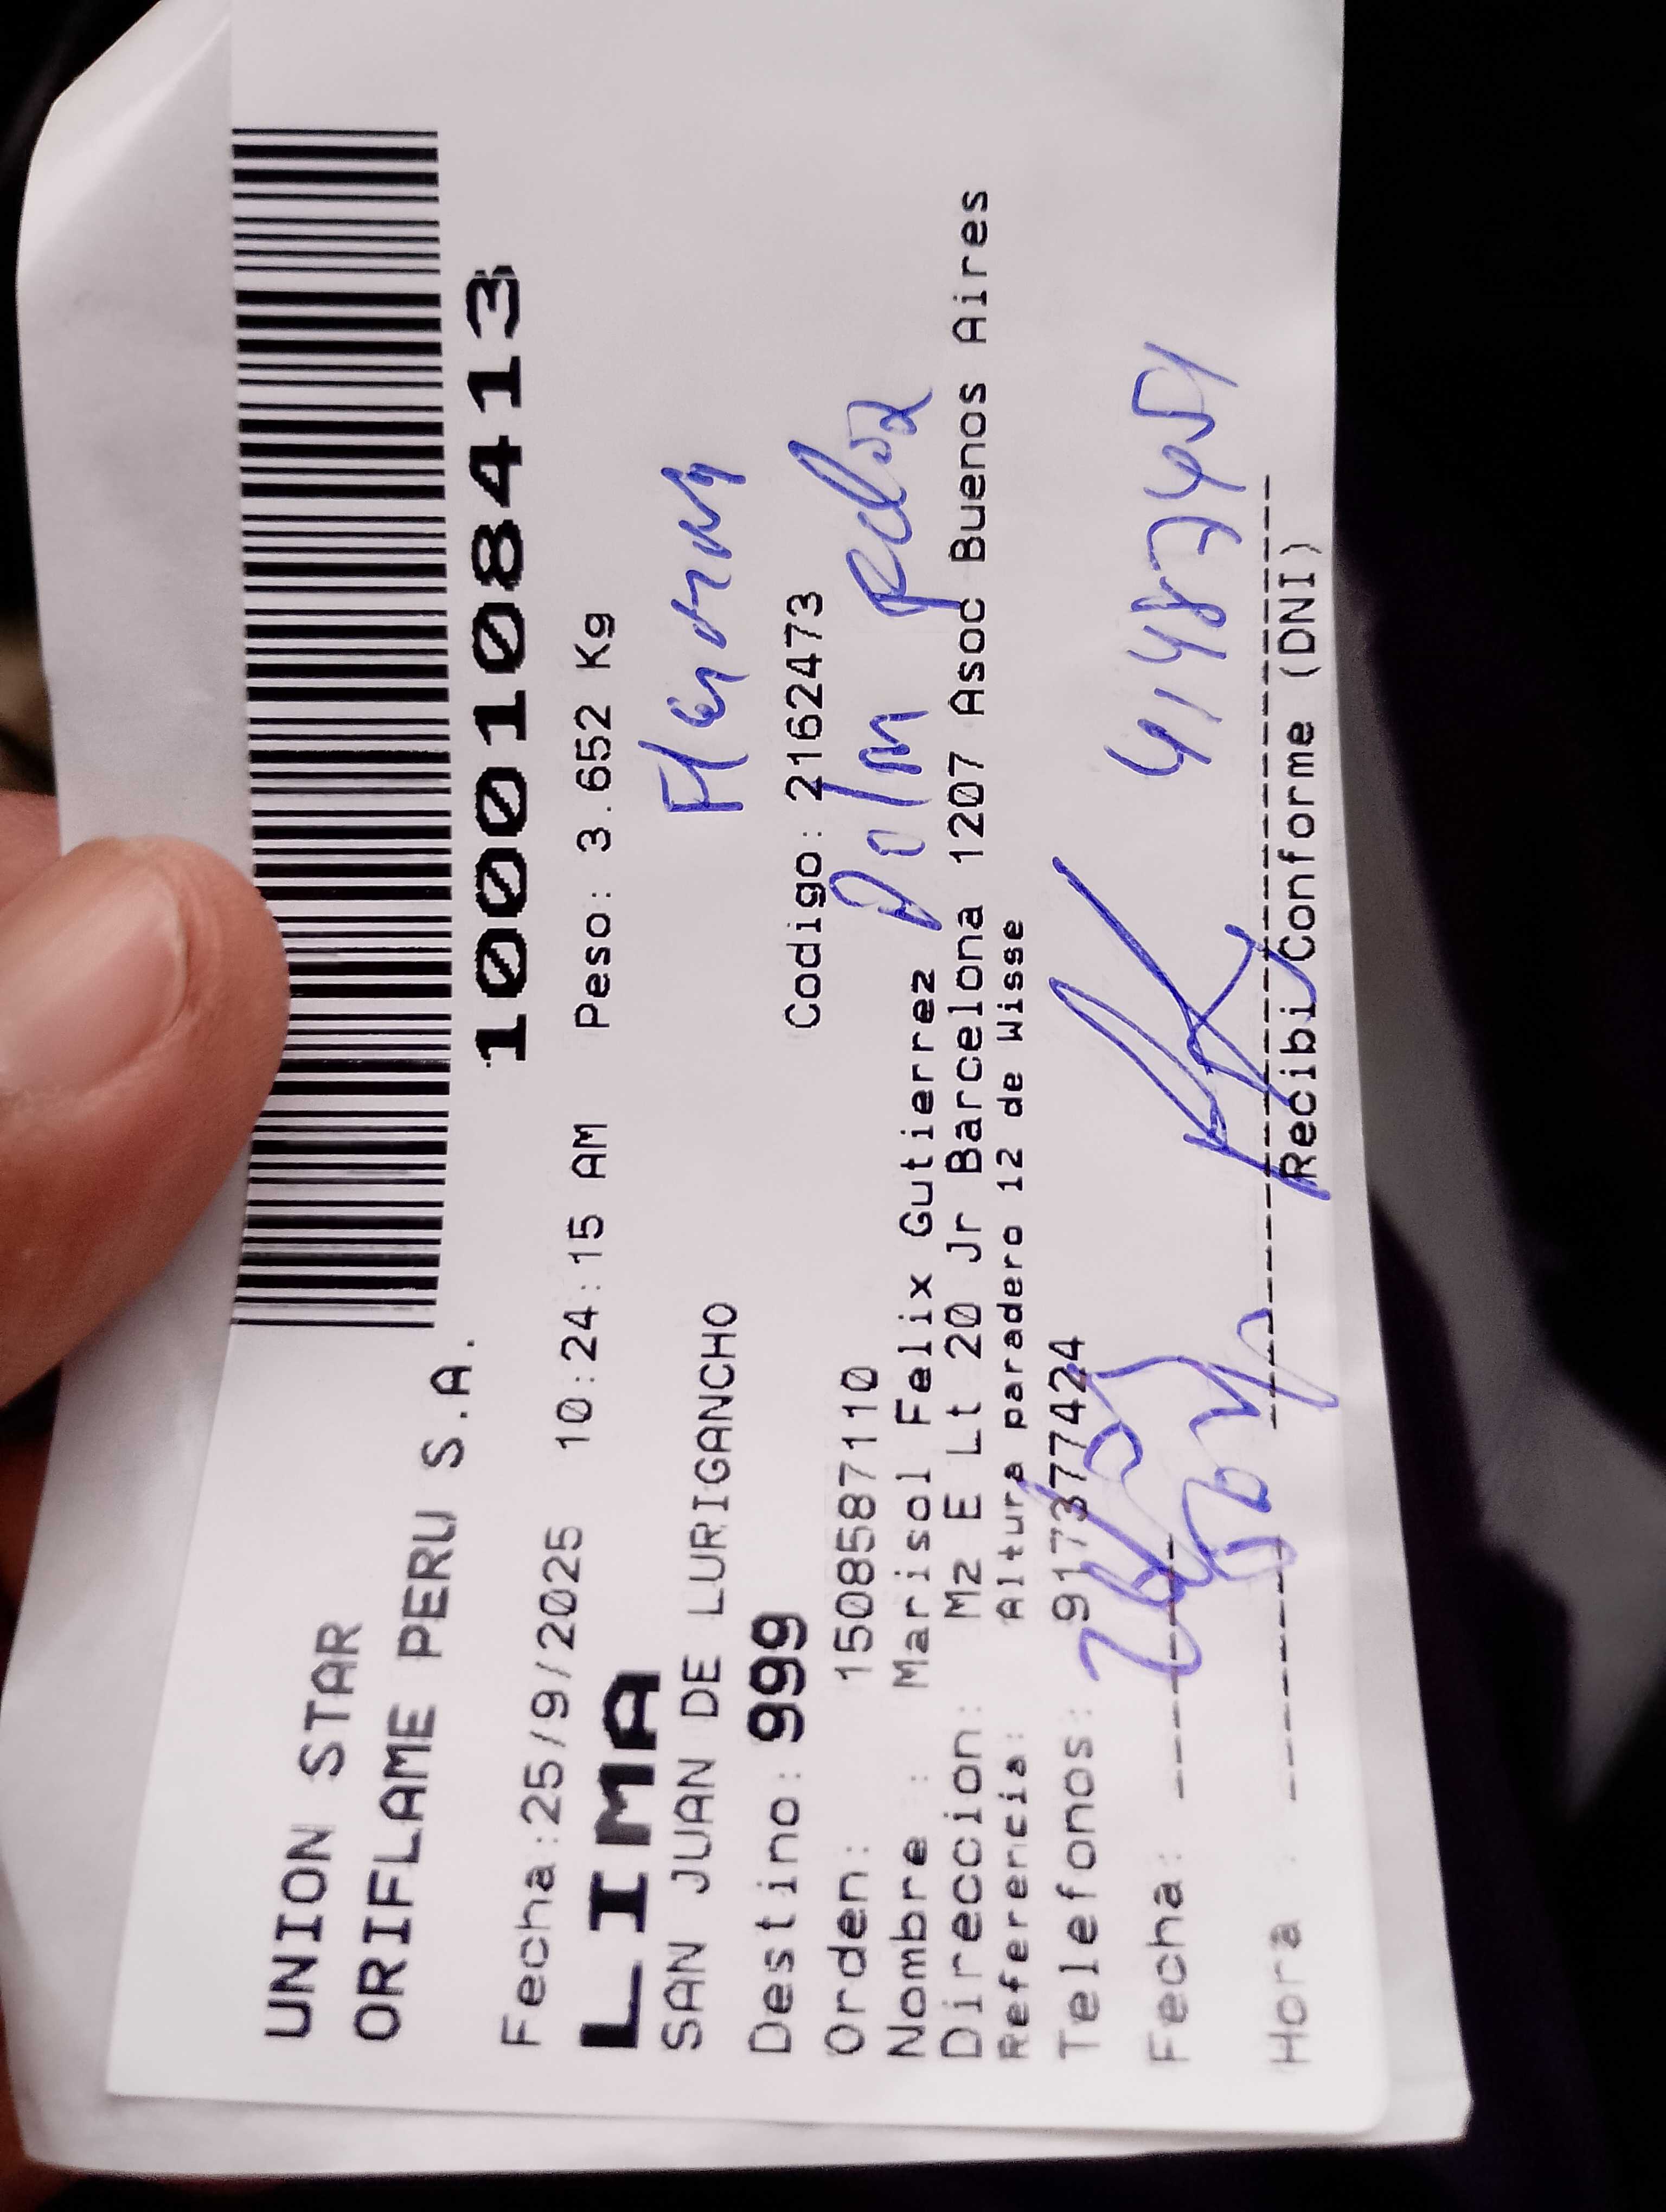 UNION STAR
ORIFLAME PERU S.A.
1000108413
Fecha:25/9/2025 10:24:15 AM Peso: 3.652 Kg
LIMA
SAN JUAN DE LURIGANCHO
Destino: 999 Codigo: 2162473
Orden: 1508587110
Nombre : Marisol Felix Gutierrez
Direccion: Mz E Lt 20 Jr Barcelona 1207 Asoc Buenos Aires
Referencia: Altura paradero 12 de Wisse
Telefonos: 917377424
Fecha:
Hora :
Recibi Conforme (DNI)